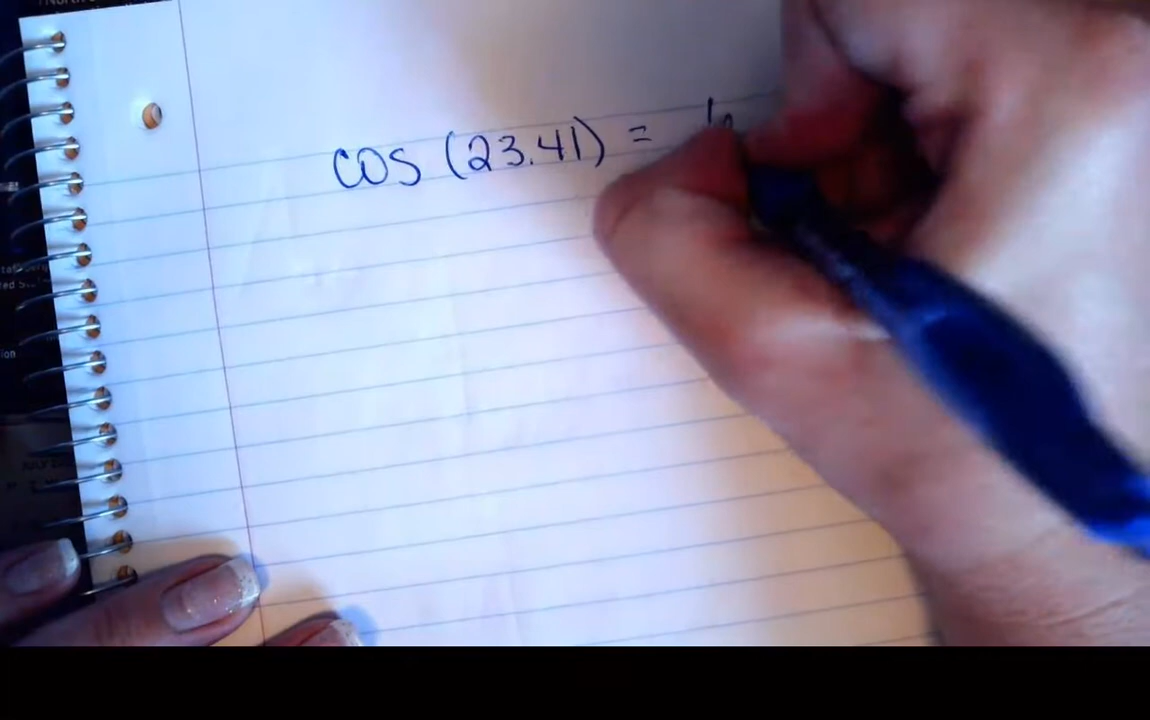 cos (23.41) =